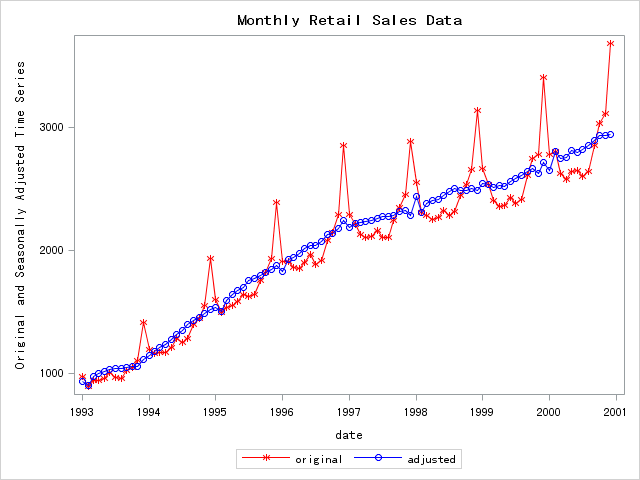 Monthly Retail Sales Data
Original and Seasonally Adjusted Time Series
3000
2000
1000
1993 1994 1995 1996 1997 1998 1999 2000 2001
date
original adjusted